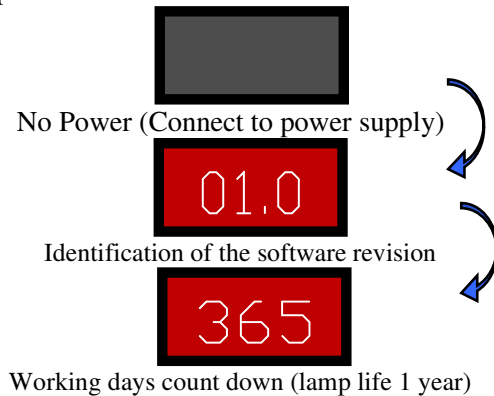 No Power (Connect to power supply)
01.0
Identification of the software revision
365
Working days count down (lamp life 1 year)